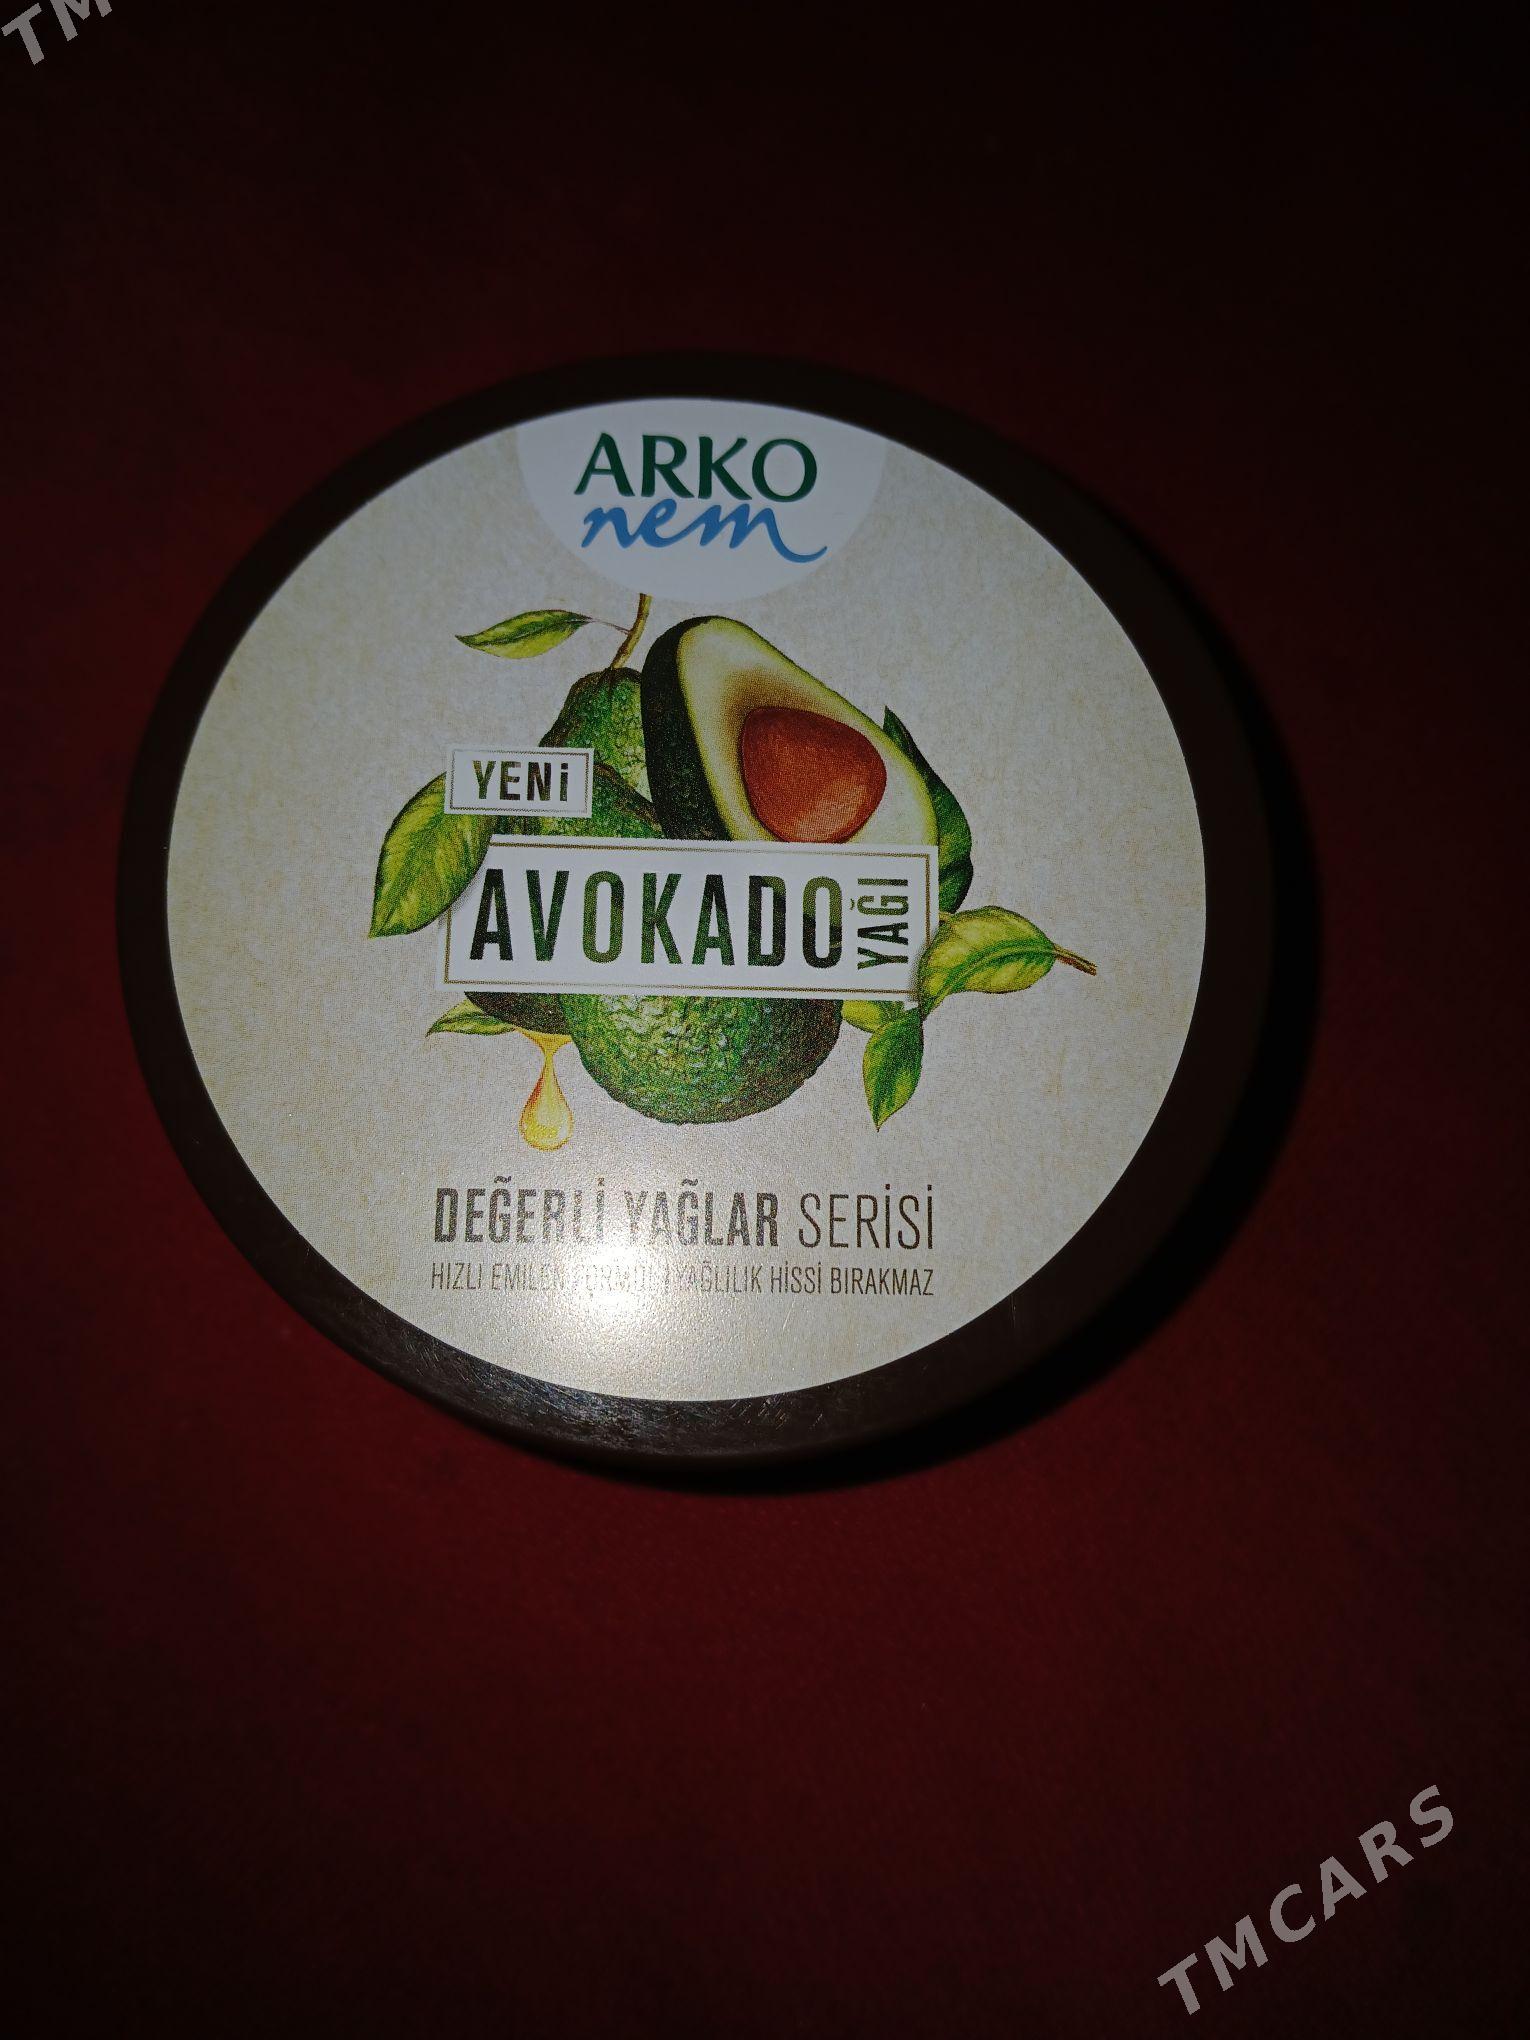 TM
ARKO
nem
YENİ
AVOKADO YAĞI
DEĞERLİ YAĞLAR SERİSİ
HIZLI EMİLEN FORMÜL YAĞLILIK HİSSİ BIRAKMAZ
TMCARS